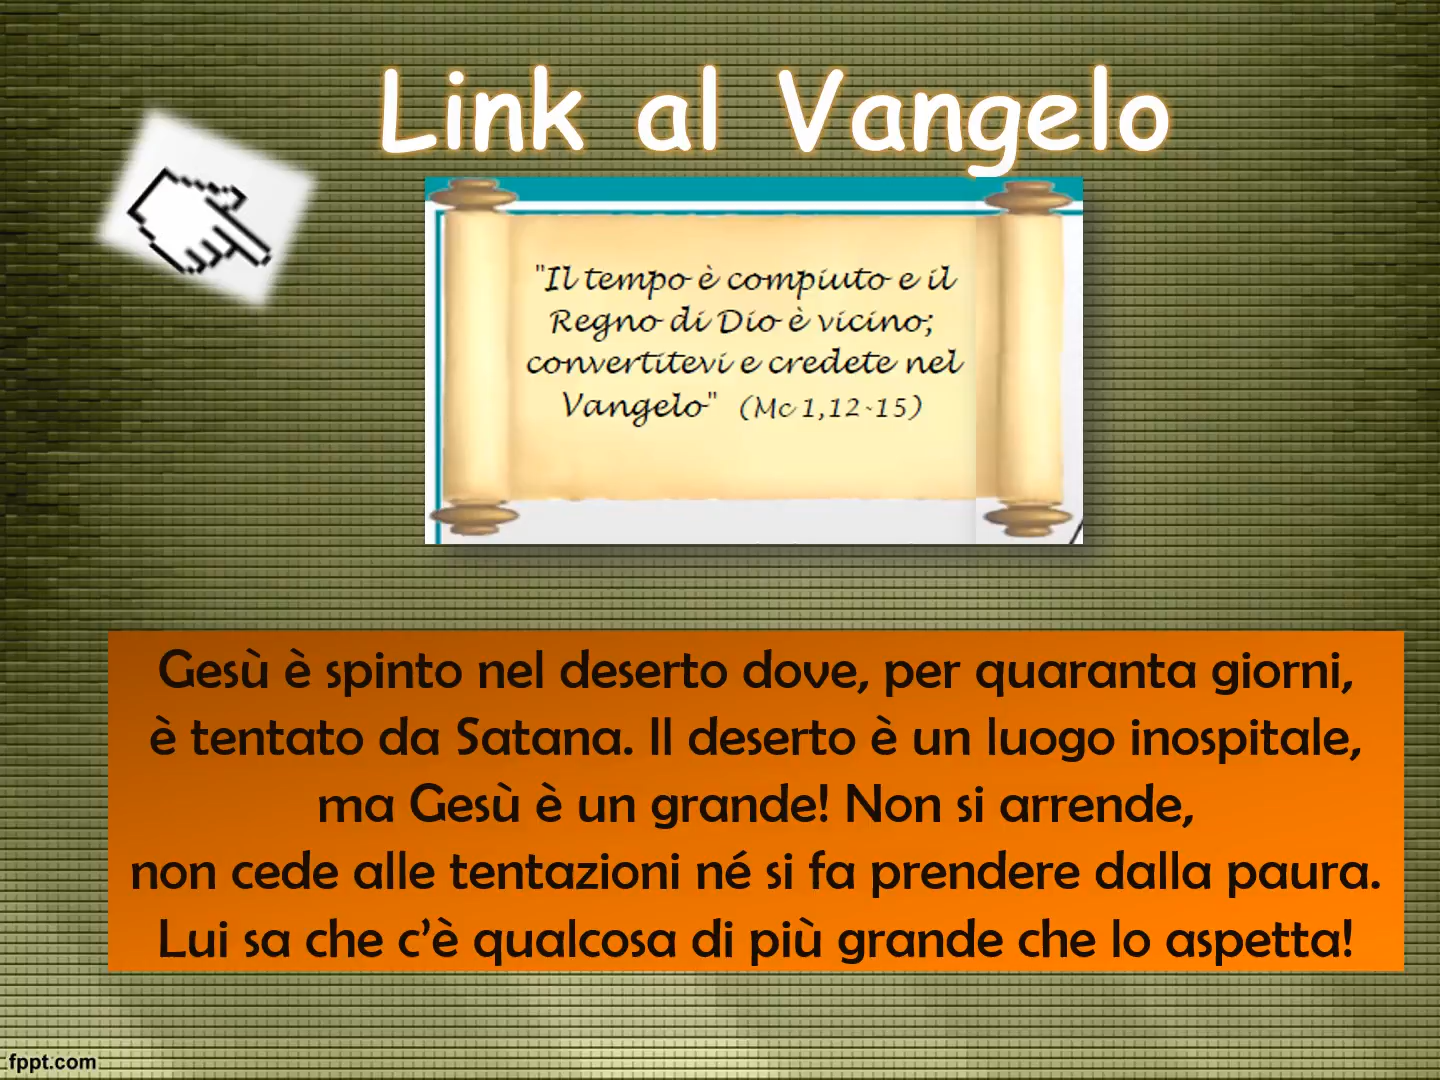 Link al Vangelo
"Il tempo è compiuto e il
Regno di Dio è vicino;
convertitevi e credete nel
Vangelo" (Mc 1,12-15)
Gesù è spinto nel deserto dove, per quaranta giorni,
è tentato da Satana. Il deserto è un luogo inospitale,
ma Gesù è un grande! Non si arrende,
non cede alle tentazioni né si fa prendere dalla paura.
Lui sa che c’è qualcosa di più grande che lo aspetta!
fppt.com